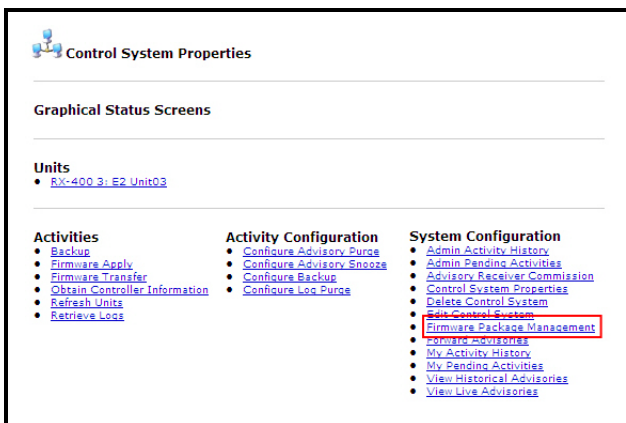 Control System Properties
Graphical Status Screens
Units
RX-400 3: E2 Unit03
Activities
Backup
Firmware Apply
Firmware Transfer
Obtain Controller Information
Refresh Units
Retrieve Logs
Activity Configuration
Configure Advisory Purge
Configure Advisory Snooze
Configure Backup
Configure Log Purge
System Configuration
Admin Activity History
Admin Pending Activities
Advisory Receiver Commission
Control System Properties
Delete Control System
Edit Control System
Firmware Package Management
Forward Advisories
My Activity History
My Pending Activities
View Historical Advisories
View Live Advisories